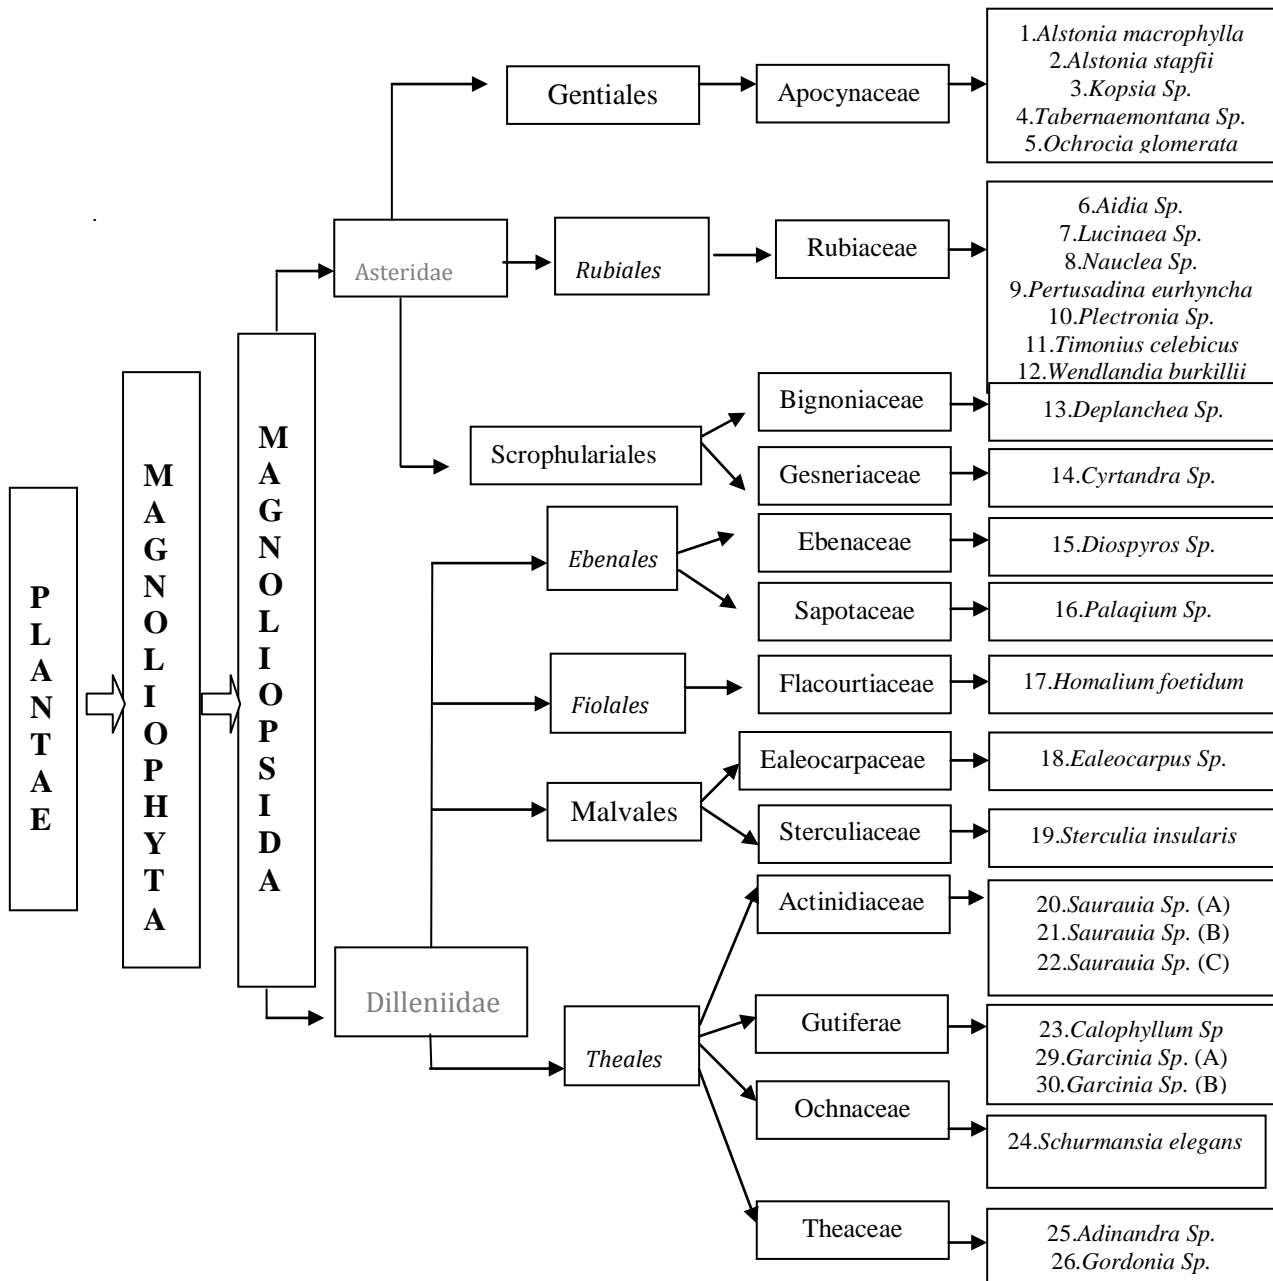 PLANTAE
MAGNOLIOPHYTA
MAGNOLIOPSIDA
Asteridae
Gentiales
Apocynaceae
1.Alstonia macrophylla
2.Alstonia stapfii
3.Kopsia Sp.
4.Tabernaemontana Sp.
5.Ochrocia glomerata
Rubiales
Rubiaceae
6.Aidia Sp.
7.Lucinaea Sp.
8.Nauclea Sp.
9.Pertusadina eurhyncha
10.Plectronia Sp.
11.Timonius celebicus
12.Wendlandia burkillii
Scrophulariales
Bignoniaceae
13.Deplanchea Sp.
Gesneriaceae
14.Cyrtandra Sp.
Dilleniidae
Ebenales
Ebenaceae
15.Diospyros Sp.
Sapotaceae
16.Palaqium Sp.
Fiolales
Flacourtiaceae
17.Homalium foetidum
Malvales
Ealeocarpaceae
18.Ealeocarpus Sp.
Sterculiaceae
19.Sterculia insularis
Theales
Actinidiaceae
20.Saurauia Sp. (A)
21.Saurauia Sp. (B)
22.Saurauia Sp. (C)
Gutiferae
23.Calophyllum Sp
29.Garcinia Sp. (A)
30.Garcinia Sp. (B)
Ochnaceae
24.Schurmansia elegans
Theaceae
25.Adinandra Sp.
26.Gordonia Sp.